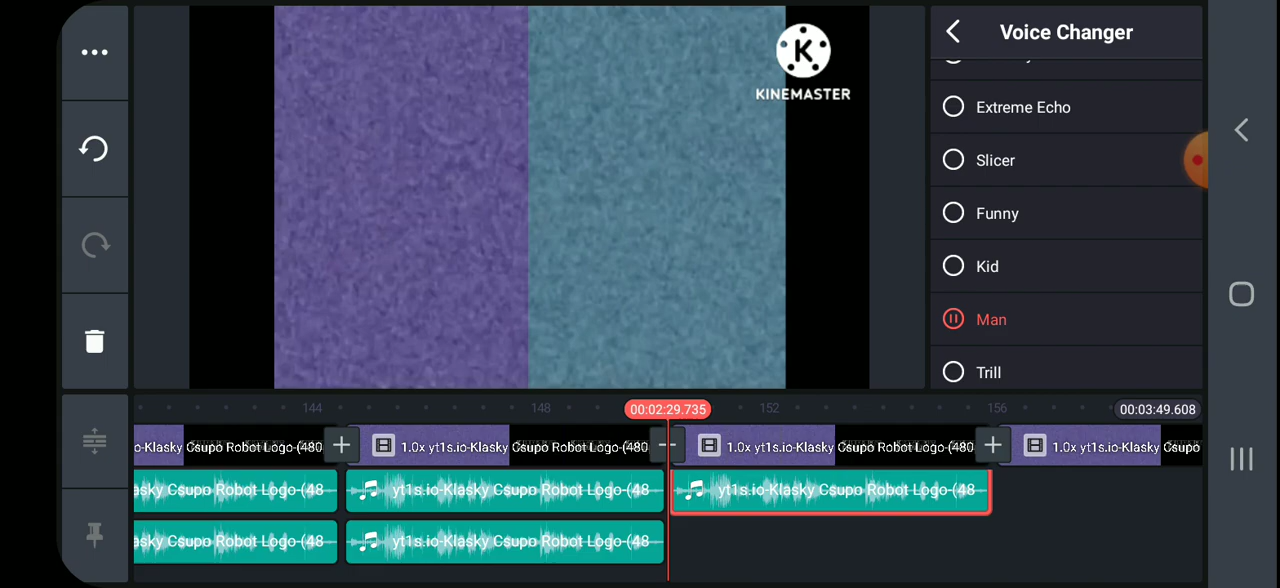 Voice Changer
KINEMASTER
Extreme Echo
Slicer
Funny
Kid
Man
Trill
144
148
00:02:29.735
152
156
00:03:49.608
o-Klasky Csupo Robot Logo-(480
1.0x yt1s.io-Klasky Csupo Robot Logo-(480
1.0x yt1s.io-Klasky Csupo Robot Logo-(480
1.0x yt1s.io-Klasky Csupo
asky Csupo Robot Logo-(48
yt1s.io-Klasky Csupo Robot Logo-(48
yt1s.io-Klasky Csupo Robot Logo-(48
asky Csupo Robot Logo-(48
yt1s.io-Klasky Csupo Robot Logo-(48